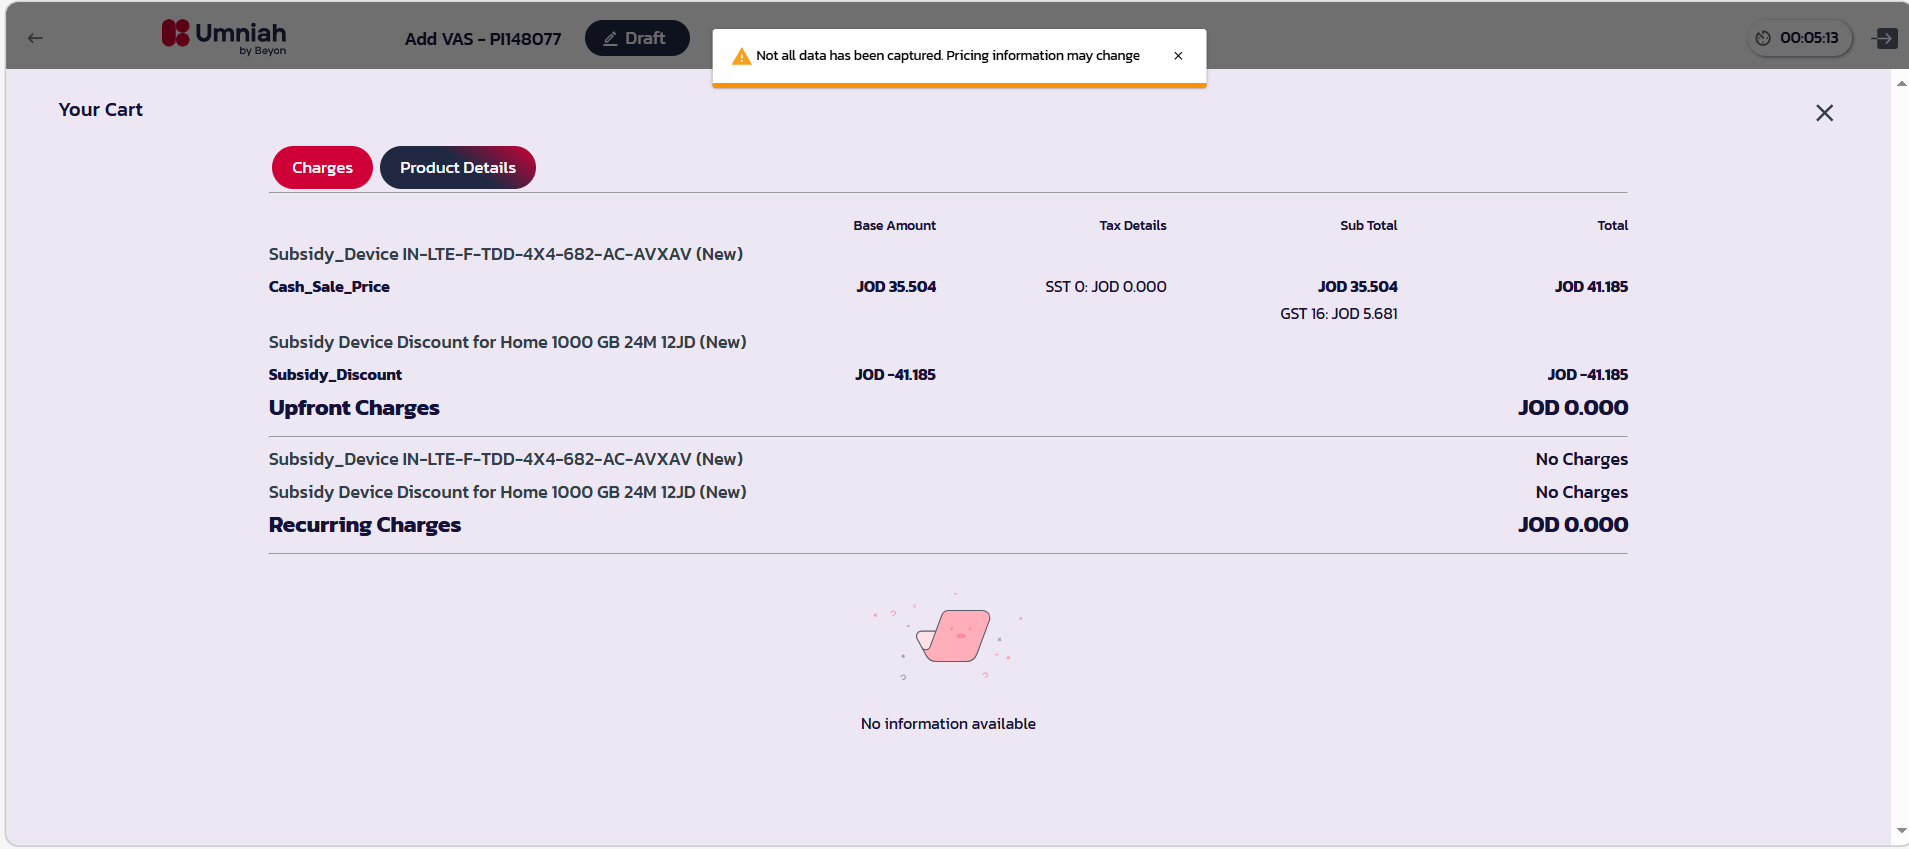 Umniah
by Beyon
Add VAS - PI148077
Draft
Not all data has been captured. Pricing information may change
00:05:13
Your Cart
Charges
Product Details
Base Amount Tax Details Sub Total Total
Subsidy_Device IN-LTE-F-TDD-4X4-682-AC-AVXAV (New)
Cash_Sale_Price JOD 35.504 SST 0: JOD 0.000 JOD 35.504 JOD 41.185
GST 16: JOD 5.681
Subsidy Device Discount for Home 1000 GB 24M 12JD (New)
Subsidy_Discount JOD -41.185 JOD -41.185
Upfront Charges JOD 0.000
Subsidy_Device IN-LTE-F-TDD-4X4-682-AC-AVXAV (New) No Charges
Subsidy Device Discount for Home 1000 GB 24M 12JD (New) No Charges
Recurring Charges JOD 0.000
No information available